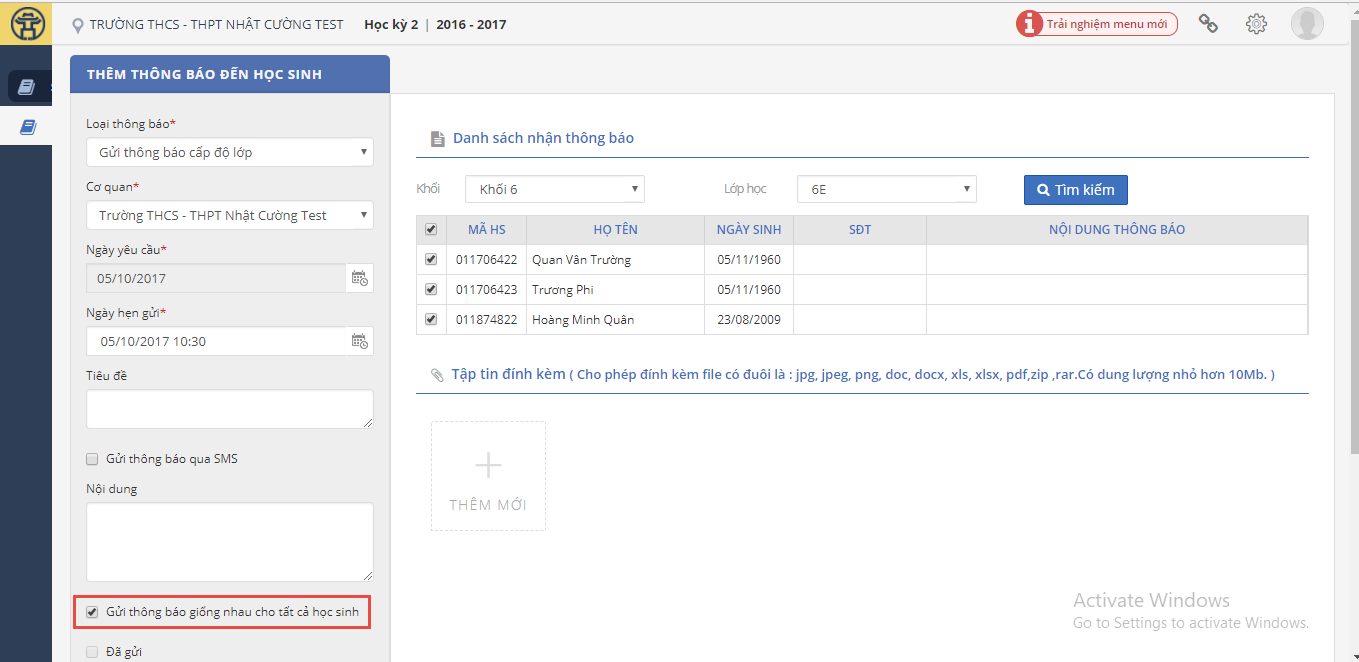 TRƯỜNG THCS - THPT NHẬT CƯỜNG TEST Học kỳ 2 | 2016 - 2017 Trải nghiệm menu mới
THÊM THÔNG BÁO ĐẾN HỌC SINH
Loại thông báo*
Gửi thông báo cấp độ lớp
Cơ quan*
Trường THCS - THPT Nhật Cường Test
Ngày yêu cầu*
05/10/2017
Ngày hẹn gửi*
05/10/2017 10:30
Tiêu đề
Gửi thông báo qua SMS
Nội dung
Gửi thông báo giống nhau cho tất cả học sinh
Đã gửi
Danh sách nhận thông báo
Khối Khối 6 Lớp học 6E Tìm kiếm
MÃ HS HỌ TÊN NGÀY SINH SĐT NỘI DUNG THÔNG BÁO
011706422 Quan Vân Trường 05/11/1960
011706423 Trương Phi 05/11/1960
011874822 Hoàng Minh Quân 23/08/2009
Tập tin đính kèm ( Cho phép đính kèm file có đuôi là : jpg, jpeg, png, doc, docx, xls, xlsx, pdf,zip ,rar.Có dung lượng nhỏ hơn 10Mb. )
THÊM MỚI
Activate Windows
Go to Settings to activate Windows.